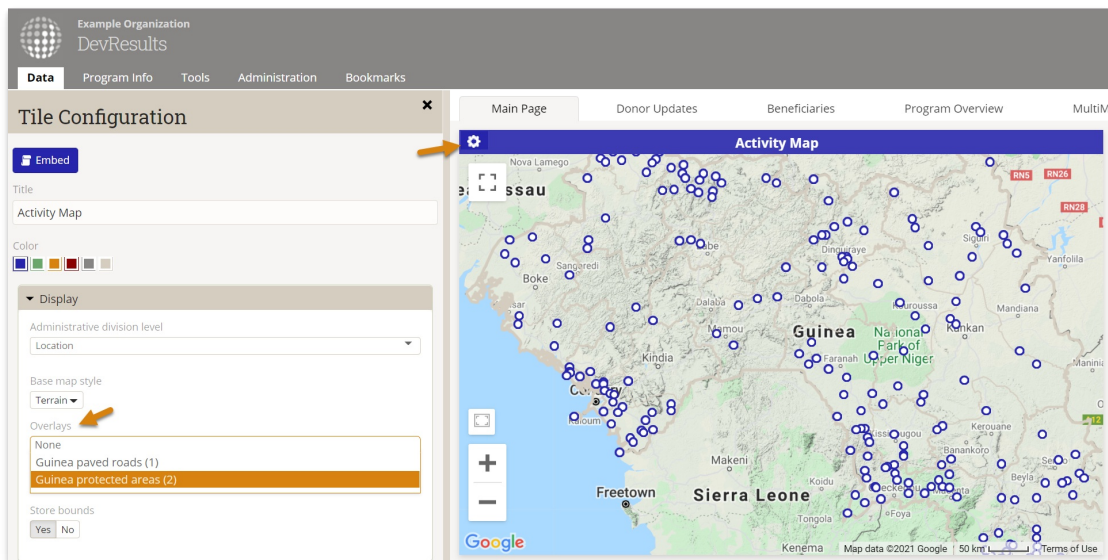 Example Organization
DevResults
Data Program Info Tools Administration Bookmarks
Tile Configuration
Embed
Title
Activity Map
Color
Display
Administrative division level
Location
Base map style
Terrain
Overlays
None
Guinea paved roads (1)
Guinea protected areas (2)
Store bounds
Yes No
Main Page Donor Updates Beneficiaries Program Overview MultiM
Activity Map
Nova Lamego
RN5 RN26
ssau
RN28
Siguiri
Dinguiraye
Yanfolila
Sangaredi
Boke
Dabola
Dalaba
Mandiana
Kouroussa
Mamou
Guinea
National
Kankan
Park of
Kindia
Faranah Upper Niger
Kerouane
Banankoro
Makeni
Koidu
Beyla
Freetown
Sierra Leone
Tongola
Foya
Google
Kenema
Map data ©2021 Google 50 km Terms of Use